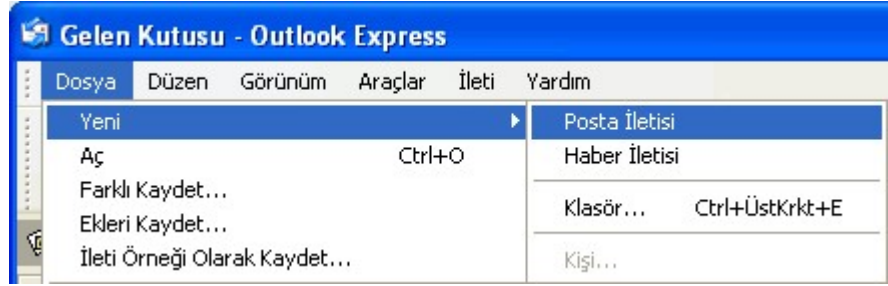 Gelen Kutusu - Outlook Express
Dosya Düzen Görünüm Araçlar İleti Yardım
Yeni
Aç Ctrl+O
Farklı Kaydet...
Ekleri Kaydet...
İleti Örneği Olarak Kaydet...
Posta İletisi
Haber İletisi
Klasör... Ctrl+ÜstKrkt+E
Kişi...